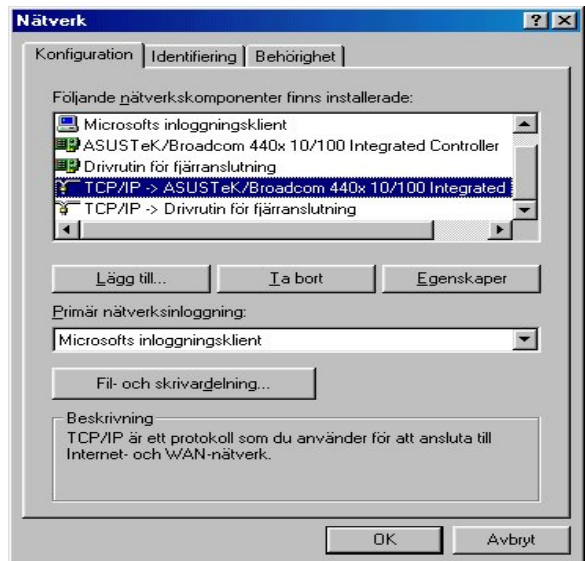 Nätverk
Konfiguration
Identifiering
Behörighet
Följande nätverkskomponenter finns installerade:
Microsofts inloggningsklient
ASUSTeK/Broadcom 440x 10/100 Integrated Controller
Drivrutin för fjärranslutning
TCP/IP -> ASUSTeK/Broadcom 440x 10/100 Integrated
TCP/IP -> Drivrutin för fjärranslutning
Lägg till...
Ta bort
Egenskaper
Primär nätverksinloggning:
Microsofts inloggningsklient
Fil- och skrivardelning...
Beskrivning
TCP/IP är ett protokoll som du använder för att ansluta till
Internet- och WAN-nätverk.
OK
Avbryt